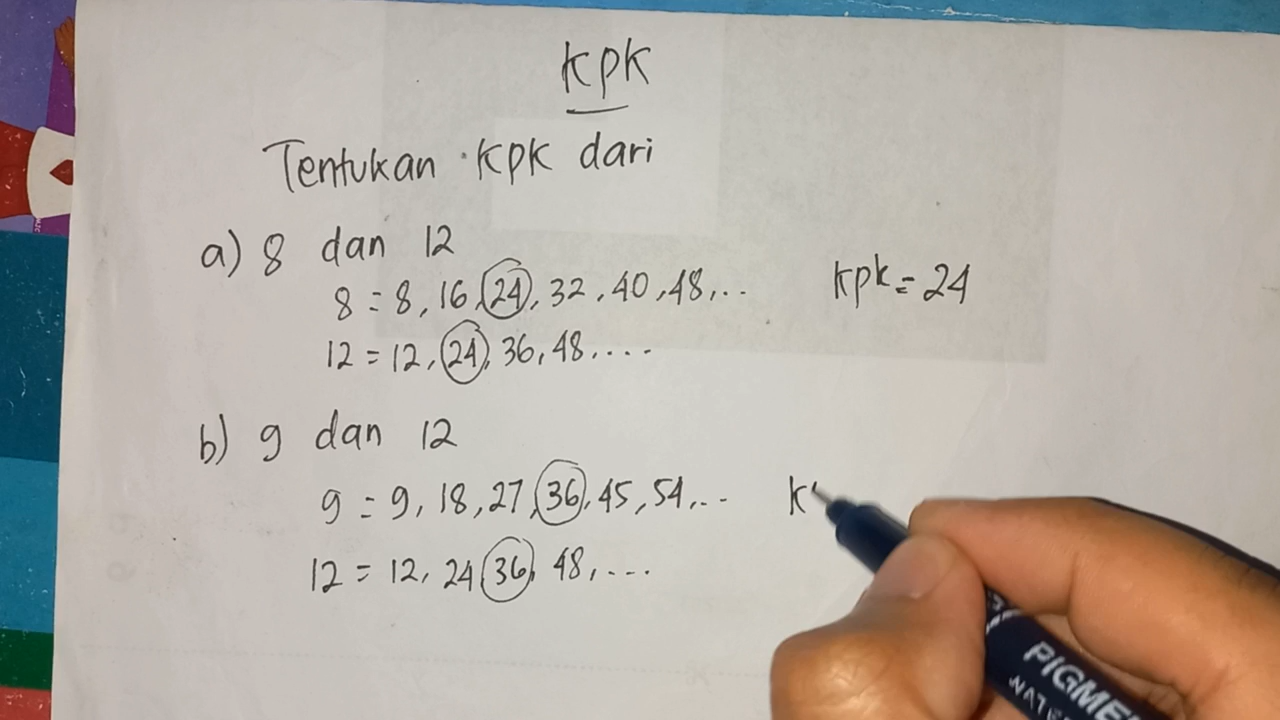 KPK
Tentukan KPK dari
a) 8 dan 12
8 = 8, 16, 24, 32, 40, 48, ..
kpk = 24
12 = 12, 24, 36, 48, ....
b) 9 dan 12
9 = 9, 18, 27, 36, 45, 54, ...
k
12 = 12, 24 36, 48, ....
PIGME